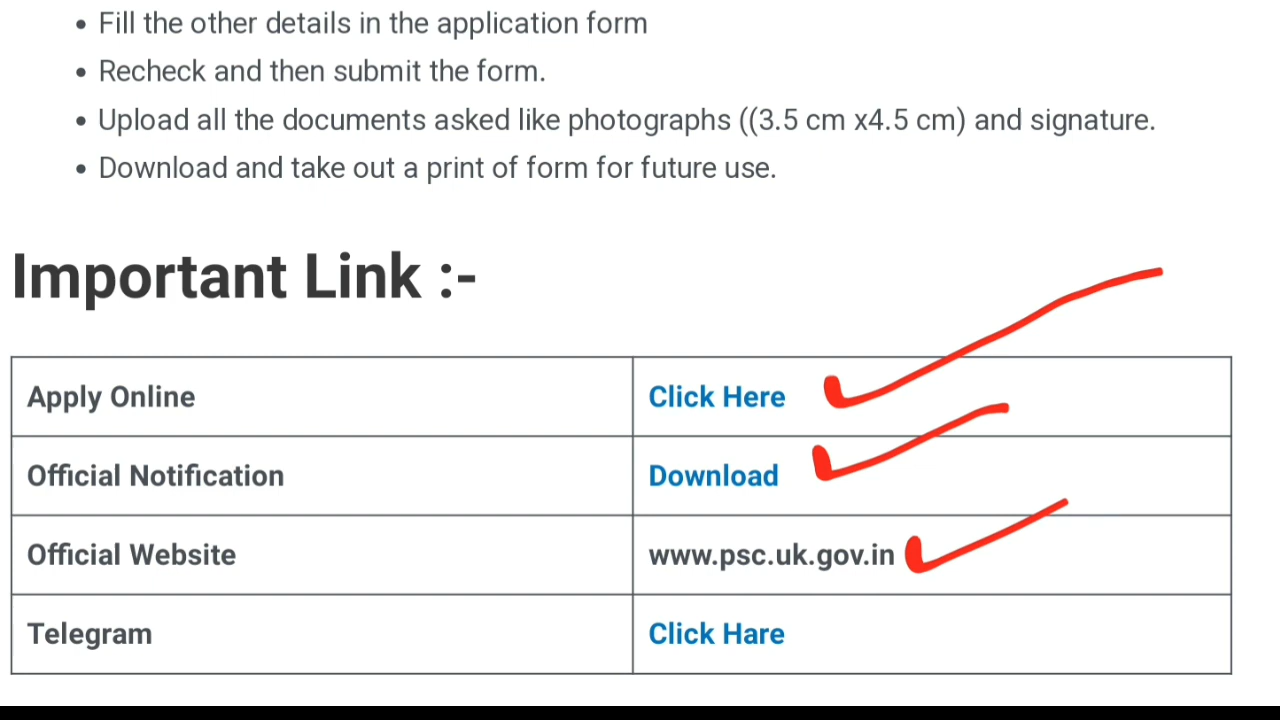 Fill the other details in the application form
Recheck and then submit the form.
Upload all the documents asked like photographs ((3.5 cm x4.5 cm) and signature.
Download and take out a print of form for future use.
Important Link :-
Apply Online Click Here
Official Notification Download
Official Website www.psc.uk.gov.in
Telegram Click Hare